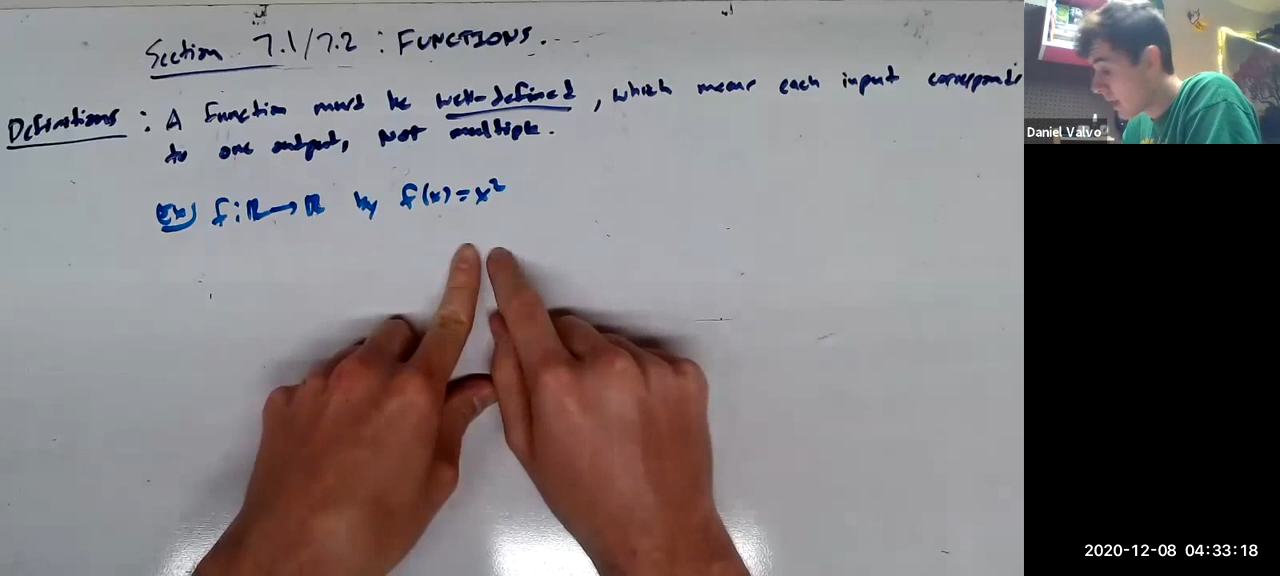 Section 7.1/7.2 : FUNCTIONS.
Definitions : A function must be well-defined, which means each input corresponds
to one output, not multiple.
Ex) f:ℝ→ℝ by f(x)=x²
Daniel Valvo
2020-12-08 04:33:18